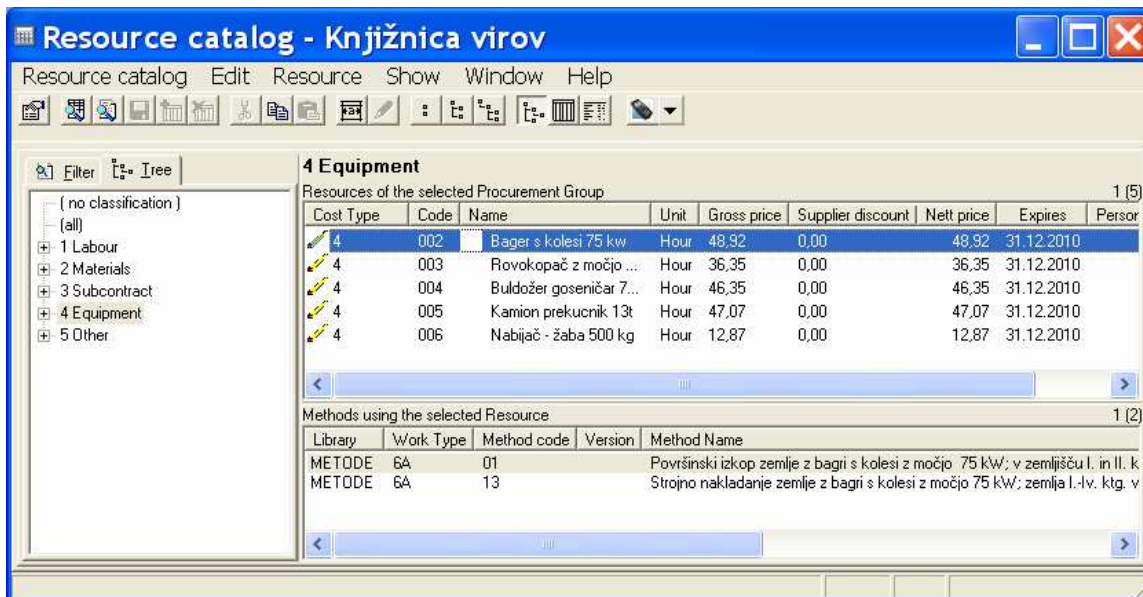 Resource catalog - Knjižnica virov
Resource catalog Edit Resource Show Window Help
Filter Tree
( no classification )
(all)
1 Labour
2 Materials
3 Subcontract
4 Equipment
5 Other
4 Equipment
Resources of the selected Procurement Group 1 (5)
Cost Type Code Name Unit Gross price Supplier discount Nett price Expires Person
4 002 Bager s kolesi 75 kw Hour 48,92 0,00 48,92 31.12.2010
4 003 Rovokopač z močjo ... Hour 36,35 0,00 36,35 31.12.2010
4 004 Buldožer goseničar 7... Hour 46,35 0,00 46,35 31.12.2010
4 005 Kamion prekucnik 13t Hour 47,07 0,00 47,07 31.12.2010
4 006 Nabijač - žaba 500 kg Hour 12,87 0,00 12,87 31.12.2010
Methods using the selected Resource 1 (2)
Library Work Type Method code Version Method Name
METODE 6A 01 Površinski izkop zemlje z bagri s kolesi z močjo 75 kW; v zemljišču I. in II. k
METODE 6A 13 Strojno nakladanje zemlje z bagri s kolesi z močjo 75 kW; zemlja I.-Iv. ktg. v